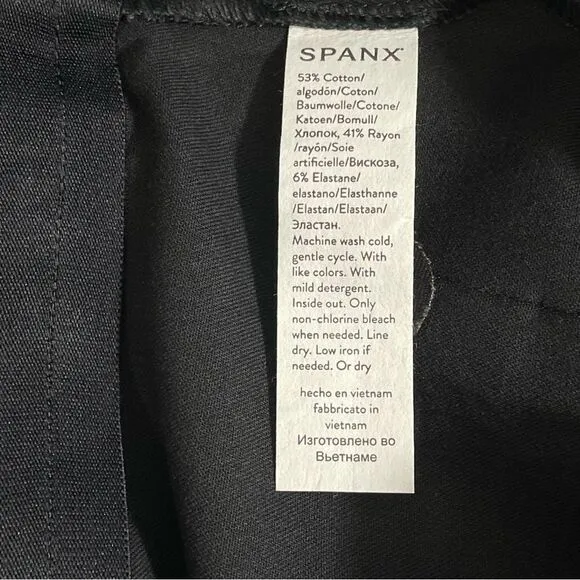 SPANX
53% Cotton/
algodón/Coton/
Baumwolle/Cotone/
Katoen/Bomull/
Хлопок, 41% Rayon
/rayón/Soie
artificielle/Вискоза,
6% Elastane/
elastano/Elasthanne
/Elastan/Elastaan/
Эластан.
Machine wash cold,
gentle cycle. With
like colors. With
mild detergent.
Inside out. Only
non-chlorine bleach
when needed. Line
dry. Low iron if
needed. Or dry
hecho en vietnam
fabbricato in
vietnam
Изготовлено во
Вьетнаме